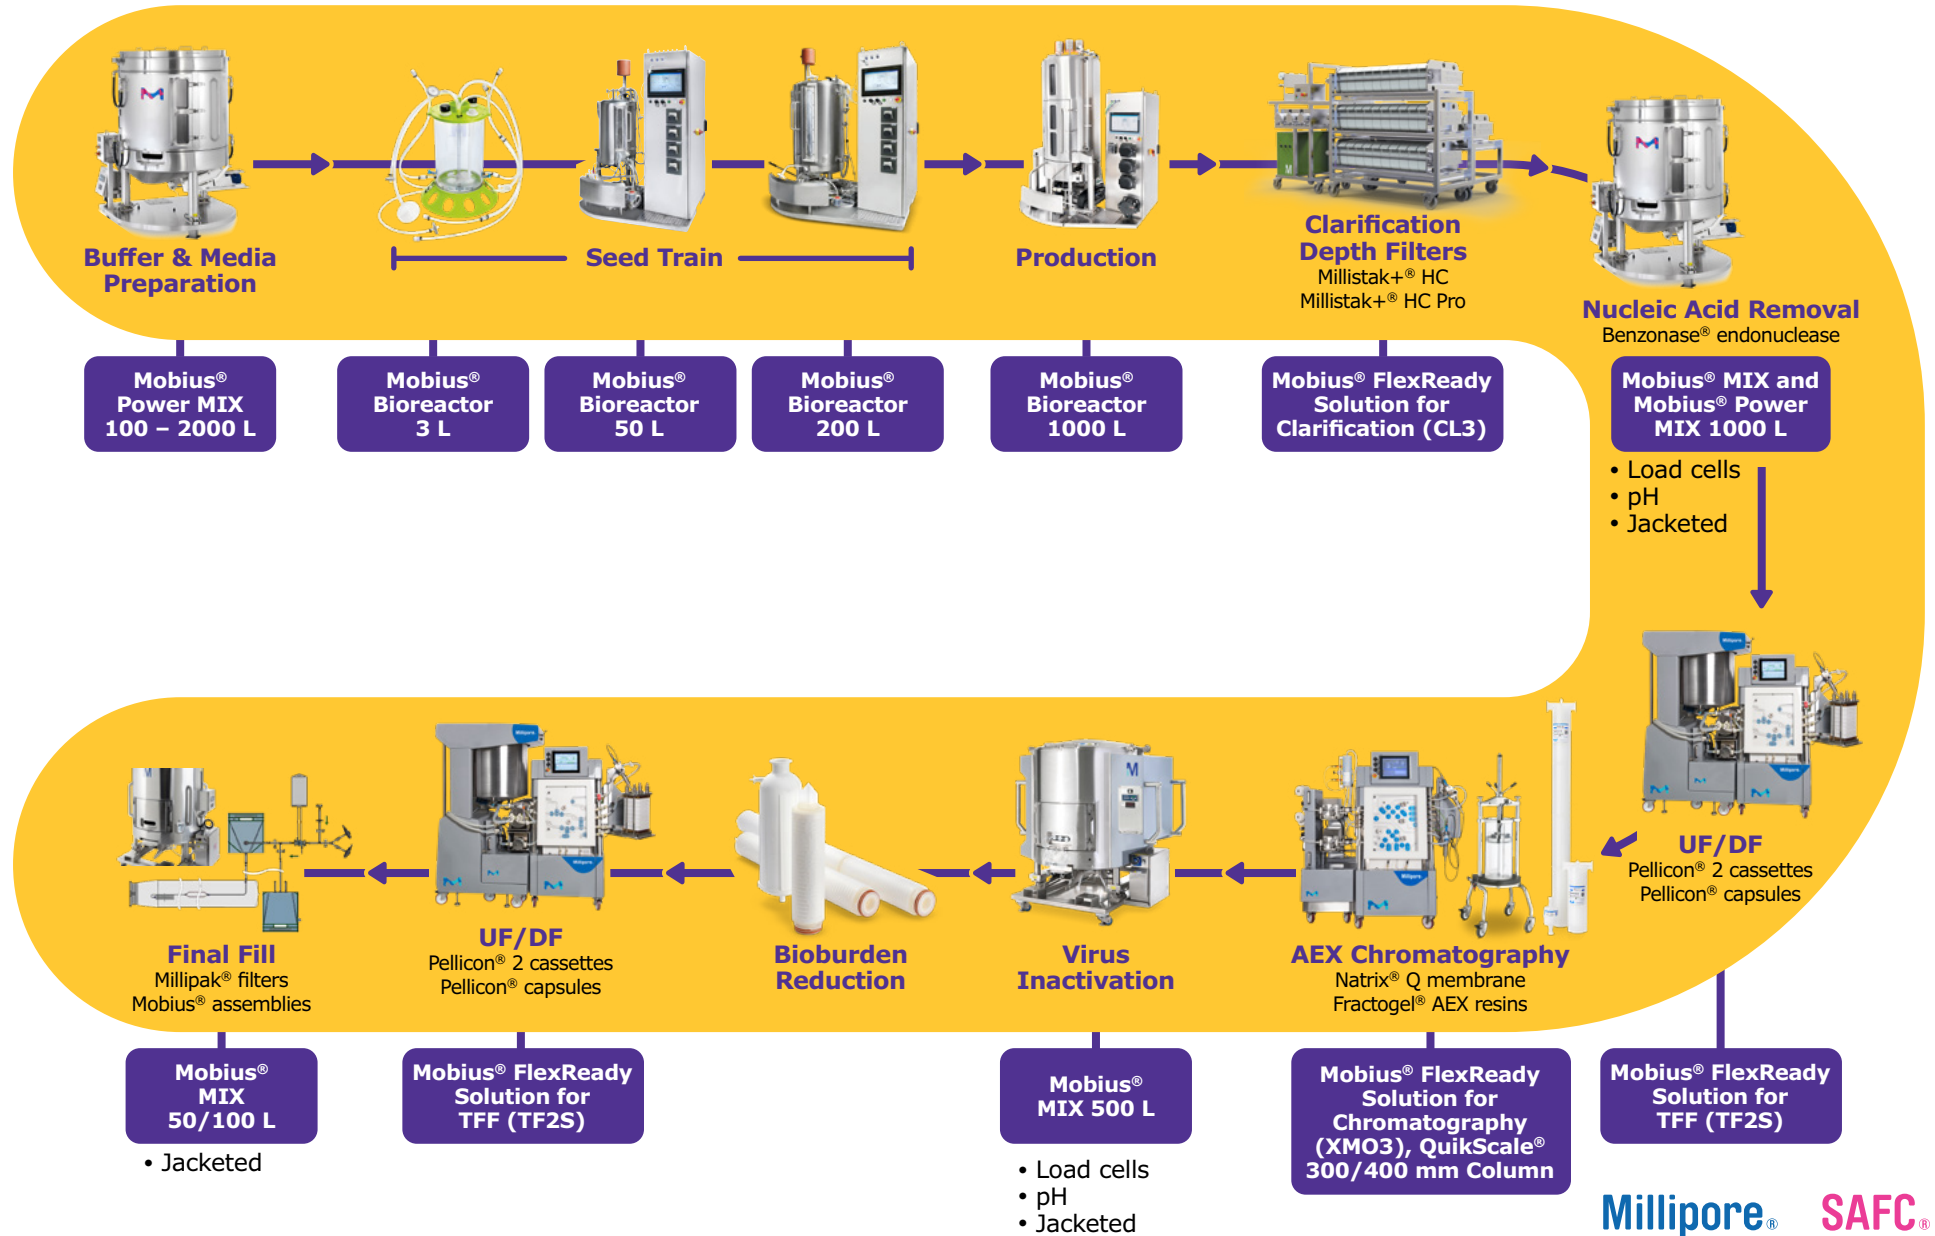 Buffer & Media
Preparation
Seed Train
Production
Clarification
Depth Filters
Millistak+® HC
Millistak+® HC Pro
Nucleic Acid Removal
Benzonase® endonuclease
Mobius®
Power MIX
100 – 2000 L
Mobius®
Bioreactor
3 L
Mobius®
Bioreactor
50 L
Mobius®
Bioreactor
200 L
Mobius®
Bioreactor
1000 L
Mobius® FlexReady
Solution for
Clarification (CL3)
Mobius® MIX and
Mobius® Power
MIX 1000 L
• Load cells
• pH
• Jacketed
UF/DF
Pellicon® 2 cassettes
Pellicon® capsules
Final Fill
Millipak® filters
Mobius® assemblies
UF/DF
Pellicon® 2 cassettes
Pellicon® capsules
Bioburden
Reduction
Virus
Inactivation
AEX Chromatography
Natrix® Q membrane
Fractogel® AEX resins
Mobius®
MIX
50/100 L
• Jacketed
Mobius® FlexReady
Solution for
TFF (TF2S)
Mobius®
MIX 500 L
• Load cells
• pH
• Jacketed
Mobius® FlexReady
Solution for
Chromatography
(XMO3), QuikScale®
300/400 mm Column
Mobius® FlexReady
Solution for
TFF (TF2S)
Millipore®
SAFC®